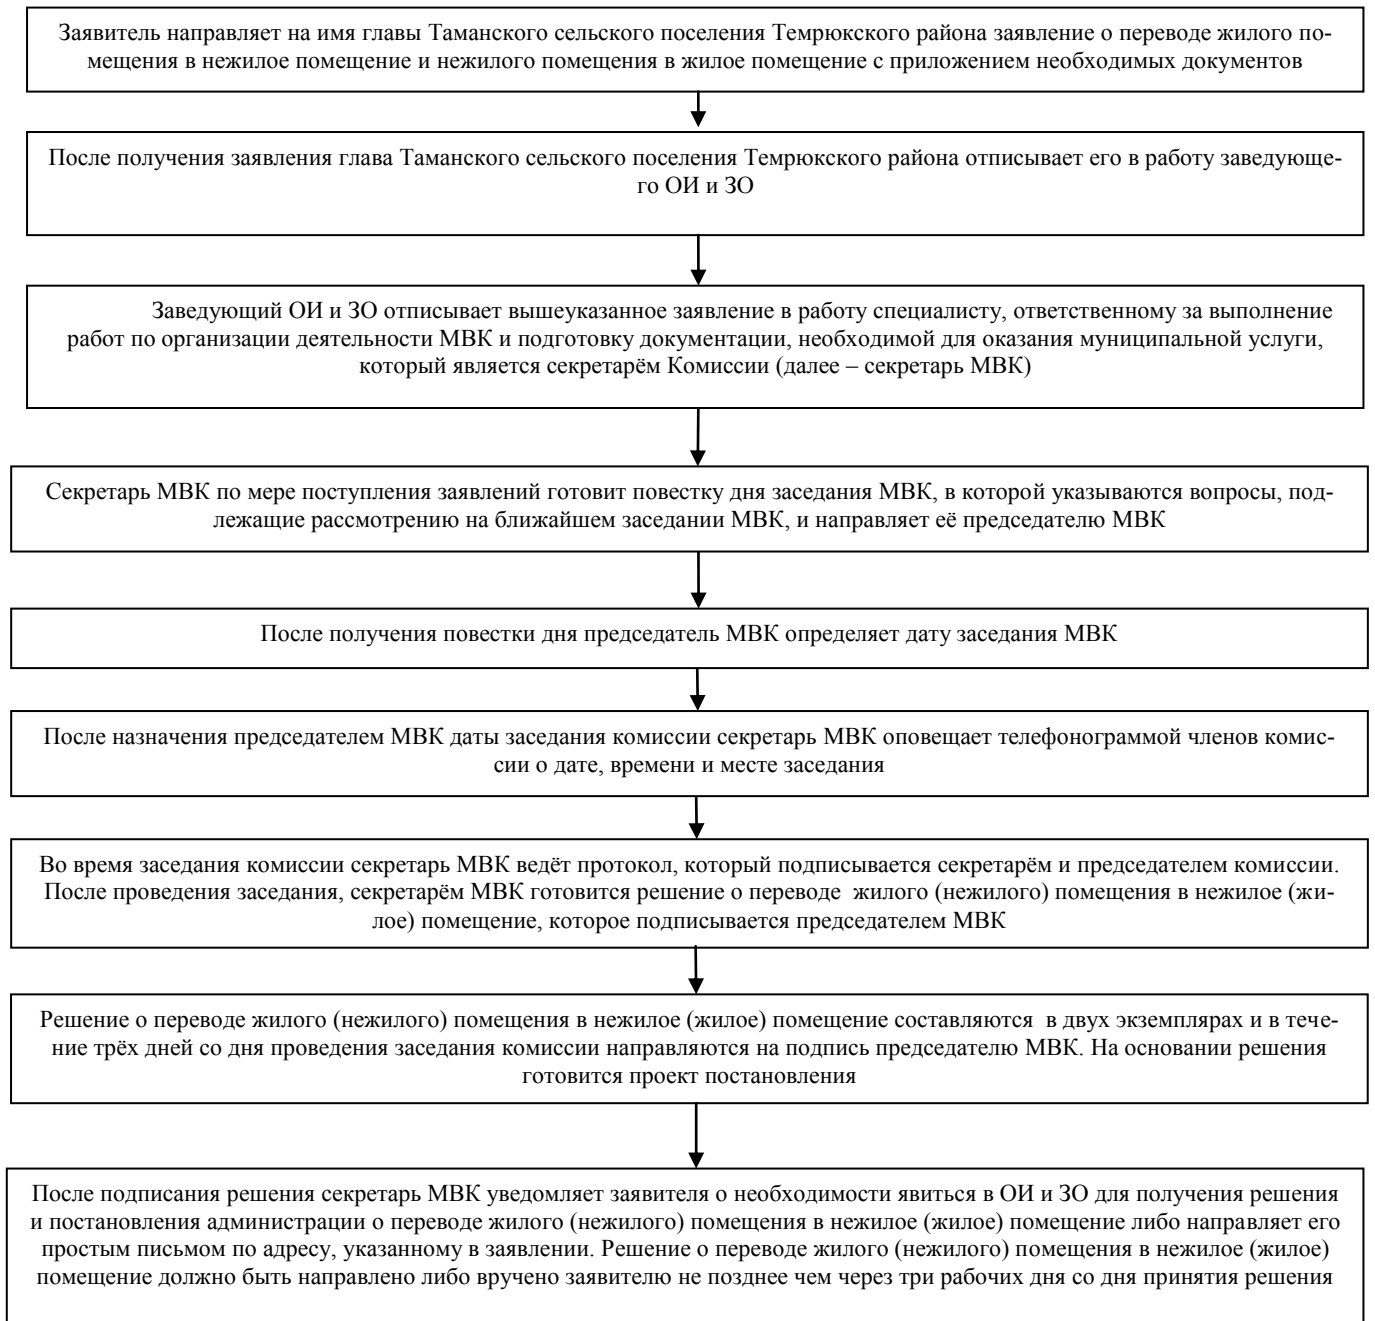 Заявитель направляет на имя главы Таманского сельского поселения Темрюкского района заявление о переводе жилого по-
мещения в нежилое помещение и нежилого помещения в жилое помещение с приложением необходимых документов
После получения заявления глава Таманского сельского поселения Темрюкского района отписывает его в работу заведующе-
го ОИ и ЗО
Заведующий ОИ и ЗО отписывает вышеуказанное заявление в работу специалисту, ответственному за выполнение
работ по организации деятельности МВК и подготовку документации, необходимой для оказания муниципальной услуги,
который является секретарём Комиссии (далее – секретарь МВК)
Секретарь МВК по мере поступления заявлений готовит повестку дня заседания МВК, в которой указываются вопросы, под-
лежащие рассмотрению на ближайшем заседании МВК, и направляет её председателю МВК
После получения повестки дня председатель МВК определяет дату заседания МВК
После назначения председателем МВК даты заседания комиссии секретарь МВК оповещает телефонограммой членов комис-
сии о дате, времени и месте заседания
Во время заседания комиссии секретарь МВК ведёт протокол, который подписывается секретарём и председателем комиссии.
После проведения заседания, секретарём МВК готовится решение о переводе жилого (нежилого) помещения в нежилое (жи-
лое) помещение, которое подписывается председателем МВК
Решение о переводе жилого (нежилого) помещения в нежилое (жилое) помещение составляются в двух экземплярах и в тече-
ние трёх дней со дня проведения заседания комиссии направляются на подпись председателю МВК. На основании решения
готовится проект постановления
После подписания решения секретарь МВК уведомляет заявителя о необходимости явиться в ОИ и ЗО для получения решения
и постановления администрации о переводе жилого (нежилого) помещения в нежилое (жилое) помещение либо направляет его
простым письмом по адресу, указанному в заявлении. Решение о переводе жилого (нежилого) помещения в нежилое (жилое)
помещение должно быть направлено либо вручено заявителю не позднее чем через три рабочих дня со дня принятия решения